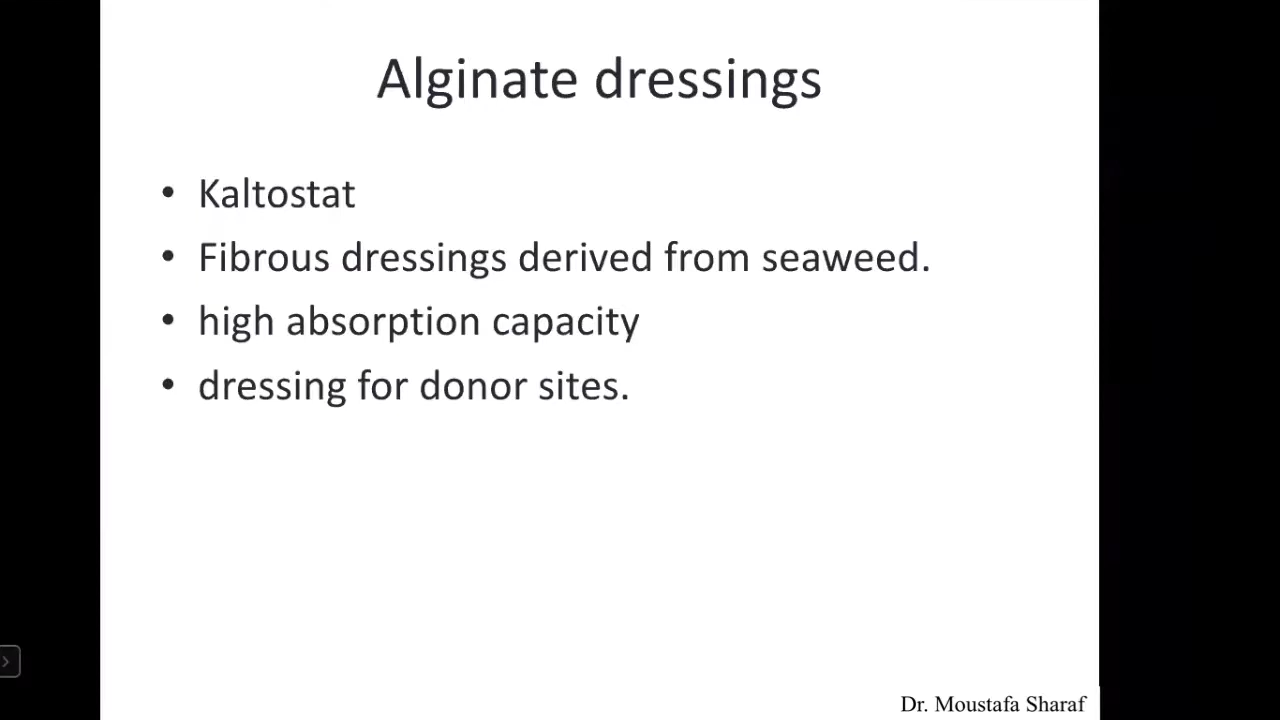 Alginate dressings
• Kaltostat
• Fibrous dressings derived from seaweed.
• high absorption capacity
• dressing for donor sites.
Dr. Moustafa Sharaf